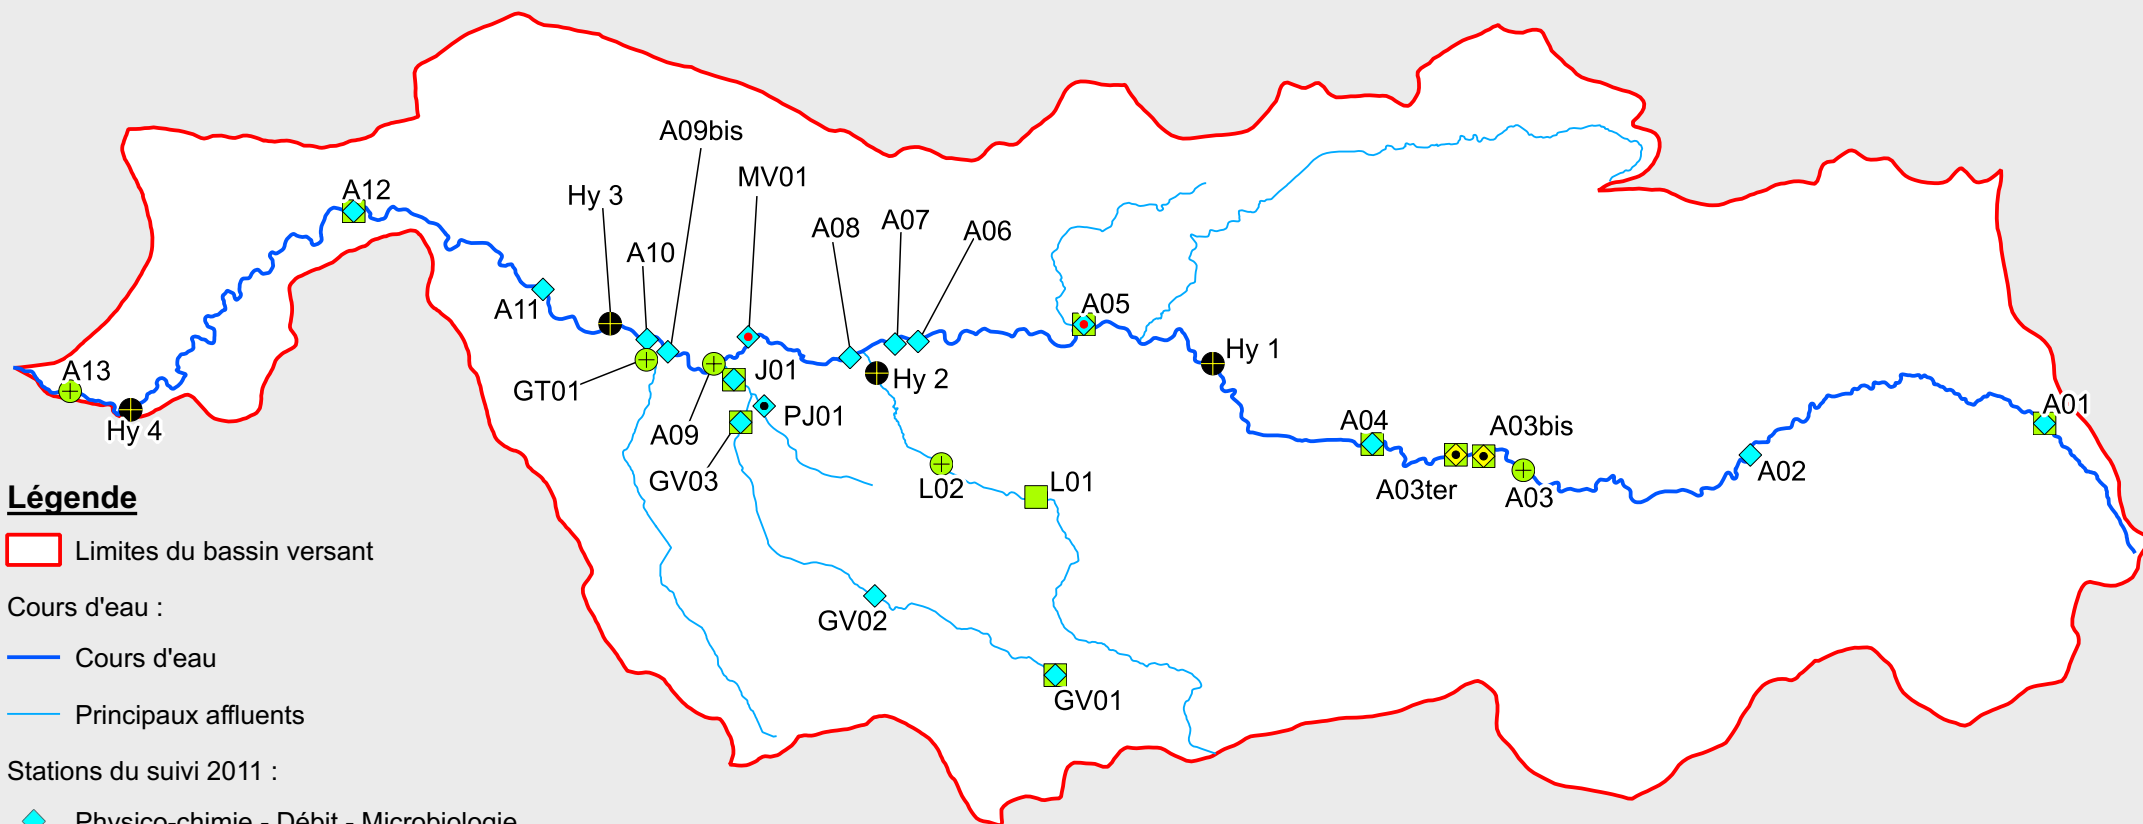 A09bis
MV01
A12
Hy 3
A08
A07
A06
A10
A11
A05
A13
GT01
J01
Hy 2
Hy 1
Hy 4
A09
PJ01
A04
A03bis
A01
GV03
L02
L01
A03ter
A03
A02
Légende
Limites du bassin versant
Cours d'eau :
GV02
Cours d'eau
GV01
Principaux affluents
Stations du suivi 2011 :
Physico-chimie - Débit - Microbiologie